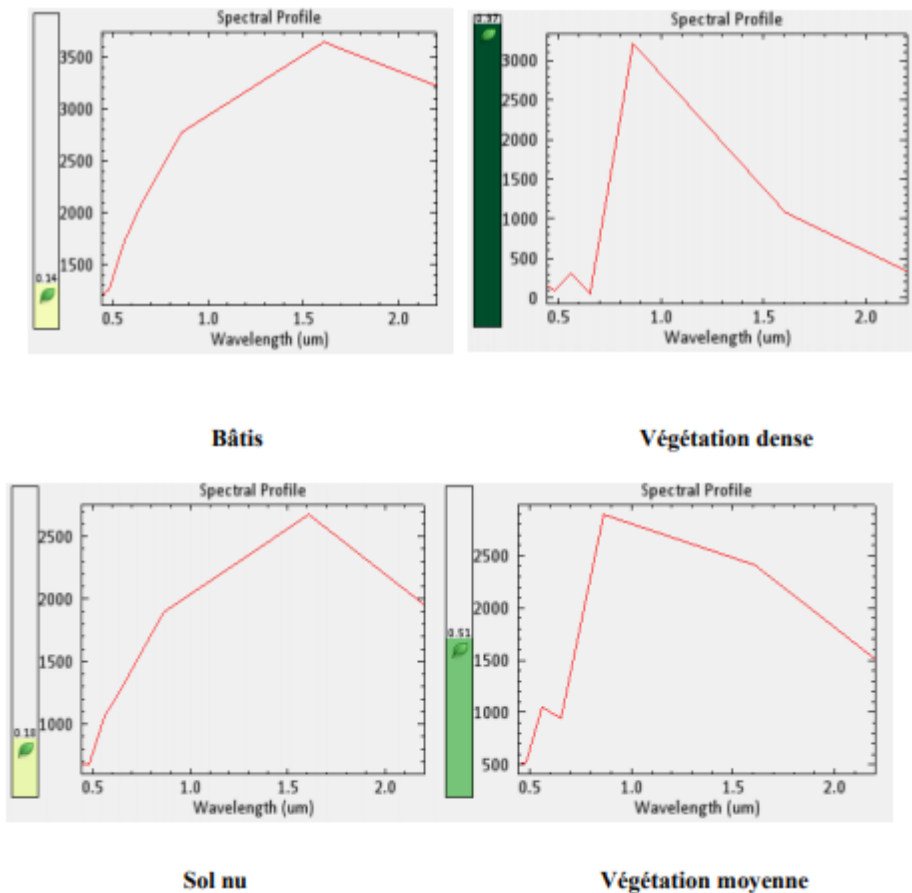 Spectral Profile
3500
3000
2500
2000
1500
0.14
0.5 1.0 1.5 2.0
Wavelength (um)
Spectral Profile
0.97
3000
2500
2000
1500
1000
500
0
0.5 1.0 1.5 2.0
Wavelength (um)
Bâtis
Végétation dense
Spectral Profile
2500
2000
1500
1000
0.18
0.5 1.0 1.5 2.0
Wavelength (um)
Spectral Profile
2500
2000
0.51
1500
1000
500
0.5 1.0 1.5 2.0
Wavelength (um)
Sol nu
Végétation moyenne